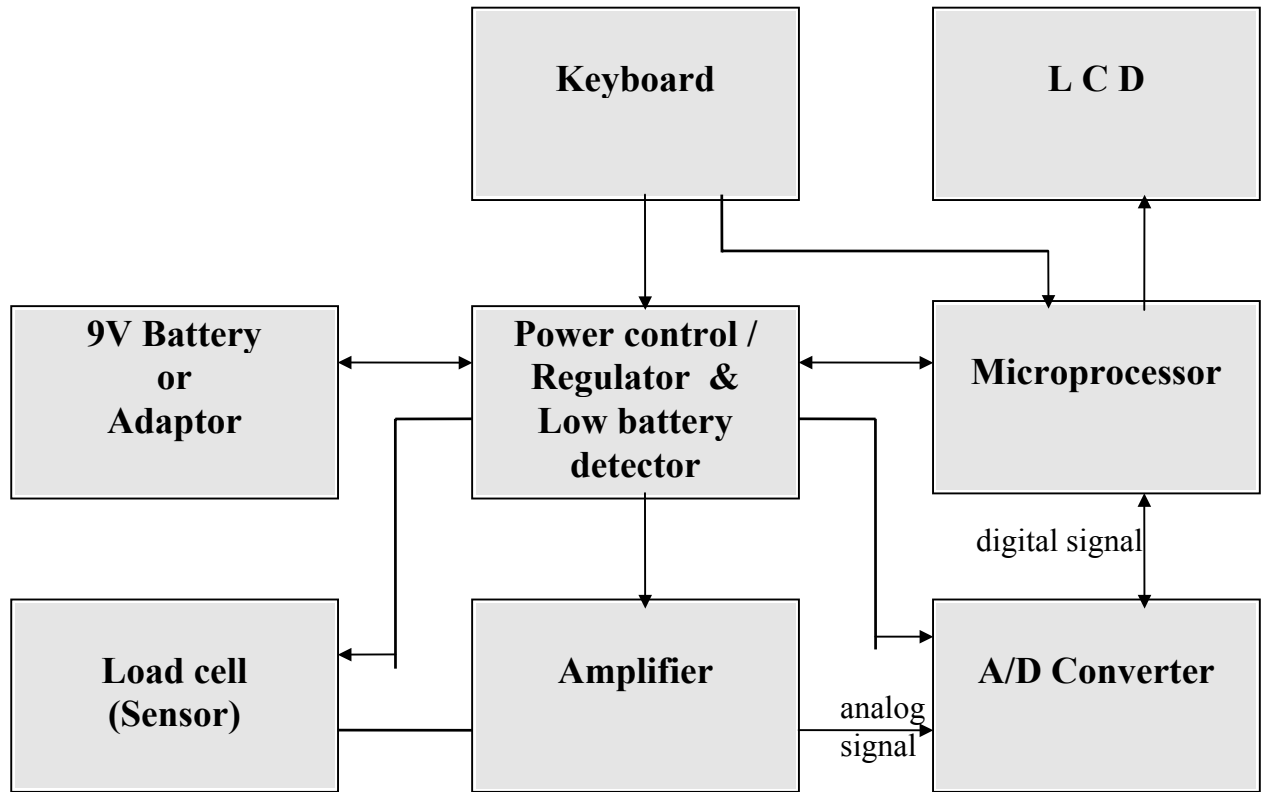 Keyboard
L C D
9V Battery
or
Adaptor
Power control /
Regulator &
Low battery
detector
Microprocessor
digital signal
Load cell
(Sensor)
Amplifier
analog
signal
A/D Converter